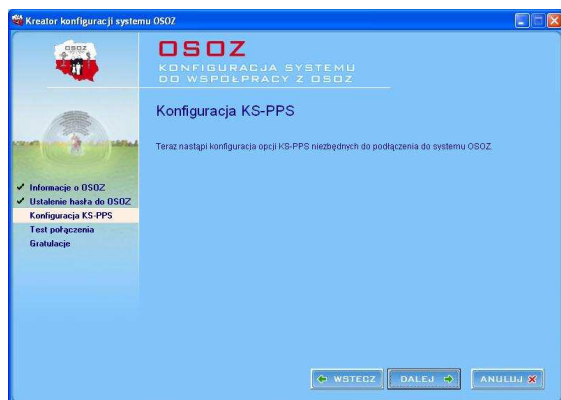 Kreator konfiguracji systemu OSOZ
OSOZ
OSOZ
KONFIGURACJA SYSTEMU
DO WSPÓŁPRACY Z OSOZ
Konfiguracja KS-PPS
Teraz nastąpi konfiguracja opcji KS-PPS niezbędnych do podłączenia do systemu OSOZ.
Informacje o OSOZ
Ustalenie hasła do OSOZ
Konfiguracja KS-PPS
Test połączenia
Gratulacje
WSTECZ
DALEJ
ANULUJ